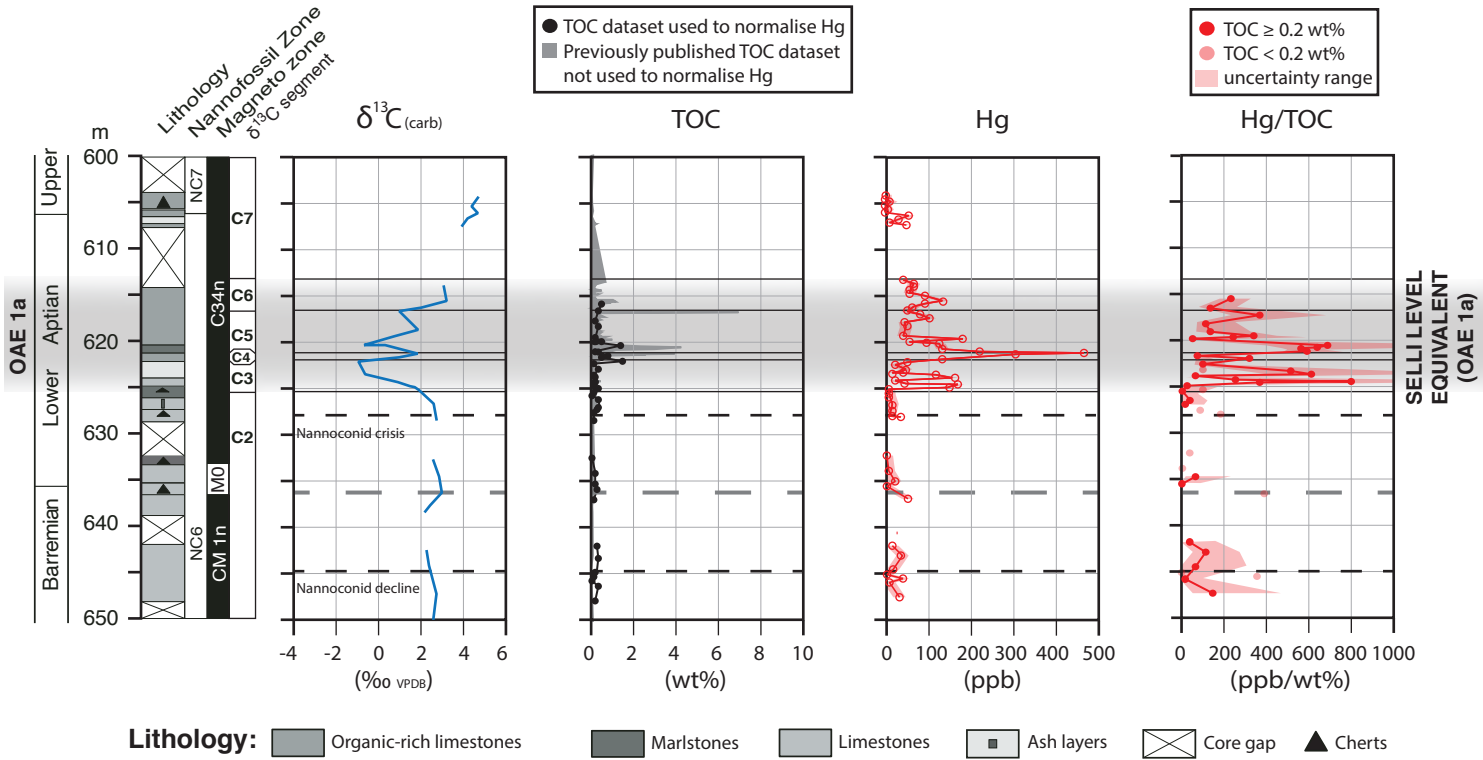 TOC dataset used to normalise Hg
Previously published TOC dataset
not used to normalise Hg
TOC ≥ 0.2 wt%
TOC < 0.2 wt%
uncertainty range
Lithology
Nannofossil Zone
Magneto zone
δ13C segment
m
δ13C (carb)
TOC
Hg
Hg/TOC
600
610
620
630
640
650
OAE 1a
Upper
Aptian
Lower
Barremian
NC7
NC6
C34n
M0
CM 1n
C7
C6
C5
C4
C3
C2
Nannoconid crisis
Nannoconid decline
SELLI LEVEL
EQUIVALENT
(OAE 1a)
-4 -2 0 2 4 6
(‰ VPDB)
0 2 4 6 8 10
(wt%)
0 100 200 300 400 500
(ppb)
0 200 400 600 800 1000
(ppb/wt%)
Lithology:
Organic-rich limestones
Marlstones
Limestones
Ash layers
Core gap
Cherts